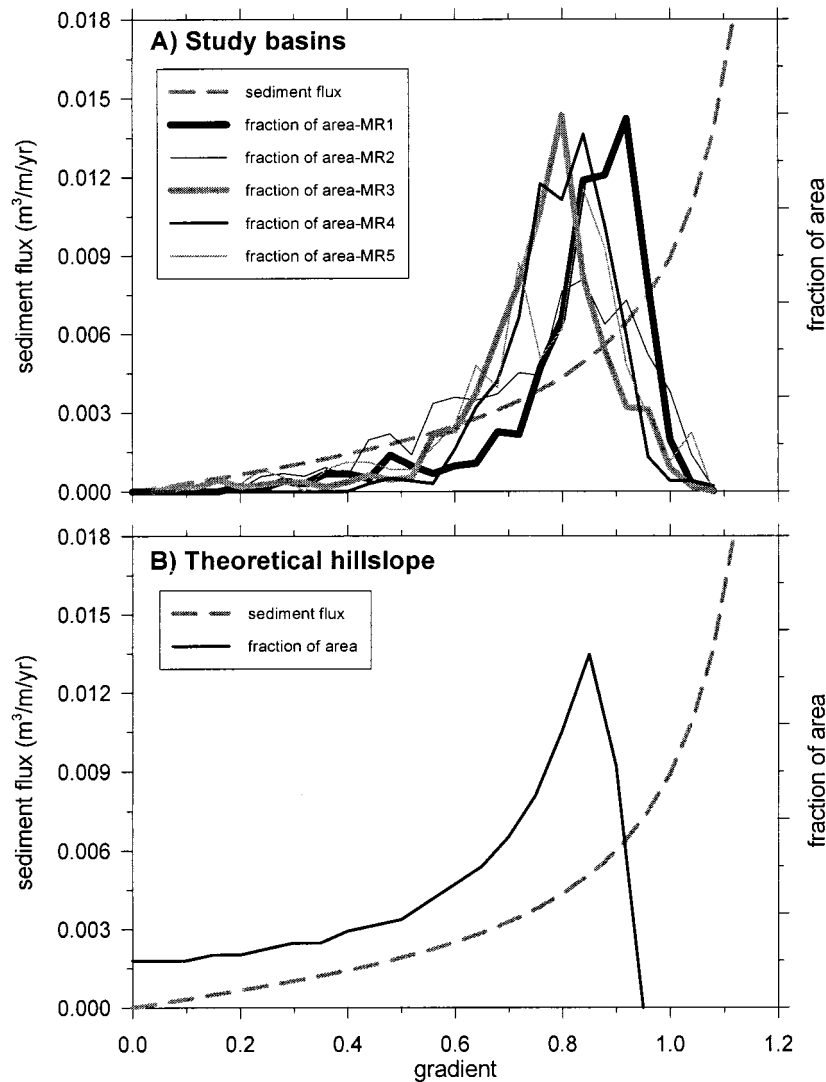 A) Study basins
sediment flux
fraction of area-MR1
fraction of area-MR2
fraction of area-MR3
fraction of area-MR4
fraction of area-MR5
0.018
0.015
0.012
0.009
0.006
0.003
0.000
sediment flux (m³/m/yr)
fraction of area
B) Theoretical hillslope
sediment flux
fraction of area
0.018
0.015
0.012
0.009
0.006
0.003
0.000
sediment flux (m³/m/yr)
fraction of area
0.0 0.2 0.4 0.6 0.8 1.0 1.2
gradient